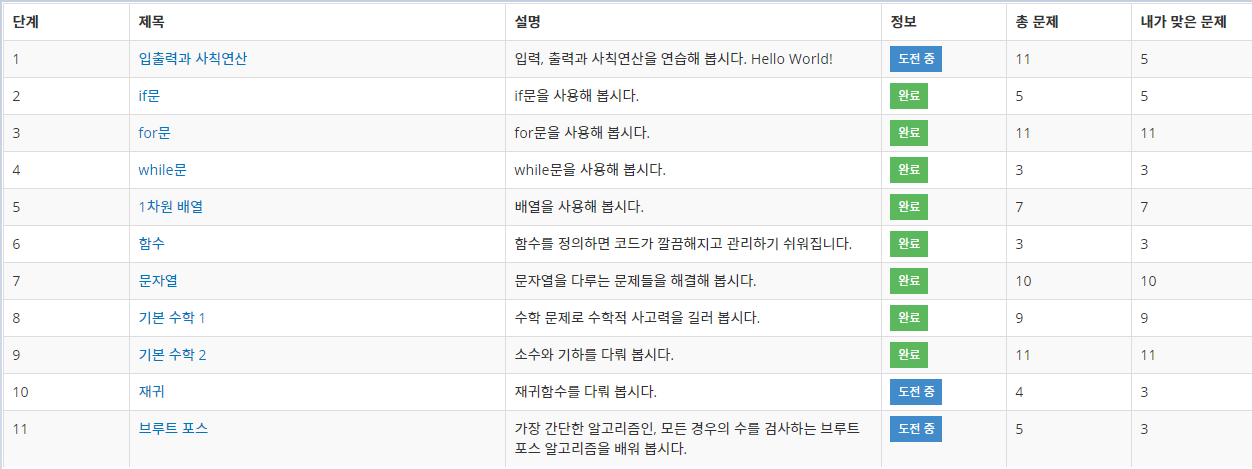 단계 제목 설명 정보 총 문제 내가 맞은 문제
1 입출력과 사칙연산 입력, 출력과 사칙연산을 연습해 봅시다. Hello World! 도전 중 11 5
2 if문 if문을 사용해 봅시다. 완료 5 5
3 for문 for문을 사용해 봅시다. 완료 11 11
4 while문 while문을 사용해 봅시다. 완료 3 3
5 1차원 배열 배열을 사용해 봅시다. 완료 7 7
6 함수 함수를 정의하면 코드가 깔끔해지고 관리하기 쉬워집니다. 완료 3 3
7 문자열 문자열을 다루는 문제들을 해결해 봅시다. 완료 10 10
8 기본 수학 1 수학 문제로 수학적 사고력을 길러 봅시다. 완료 9 9
9 기본 수학 2 소수와 기하를 다뤄 봅시다. 완료 11 11
10 재귀 재귀함수를 다뤄 봅시다. 도전 중 4 3
11 브루트 포스 가장 간단한 알고리즘인, 모든 경우의 수를 검사하는 브루트 도전 중 5 3
포스 알고리즘을 배워 봅시다.